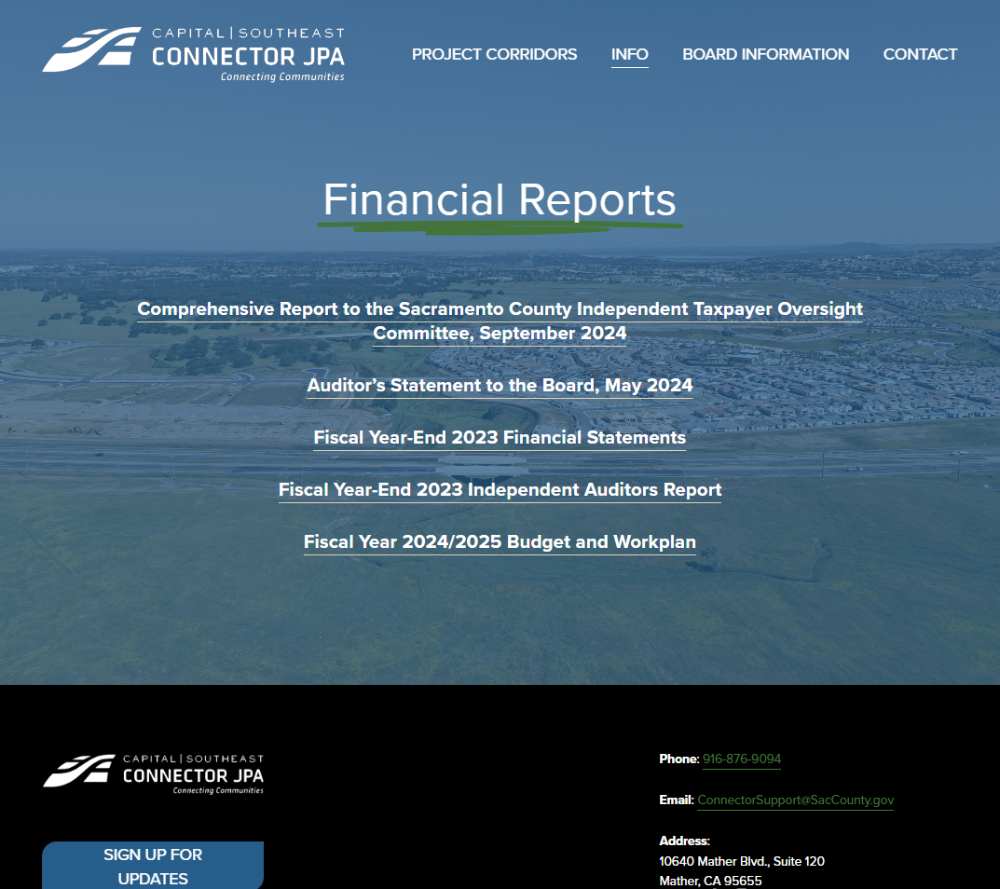 CAPITAL | SOUTHEAST
CONNECTOR JPA
Connecting Communities
PROJECT CORRIDORS INFO BOARD INFORMATION CONTACT
Financial Reports
Comprehensive Report to the Sacramento County Independent Taxpayer Oversight
Committee, September 2024
Auditor’s Statement to the Board, May 2024
Fiscal Year-End 2023 Financial Statements
Fiscal Year-End 2023 Independent Auditors Report
Fiscal Year 2024/2025 Budget and Workplan
CAPITAL | SOUTHEAST
CONNECTOR JPA
Connecting Communities
SIGN UP FOR
UPDATES
Phone: 916-876-9094
Email: ConnectorSupport@SacCounty.gov
Address:
10640 Mather Blvd., Suite 120
Mather, CA 95655